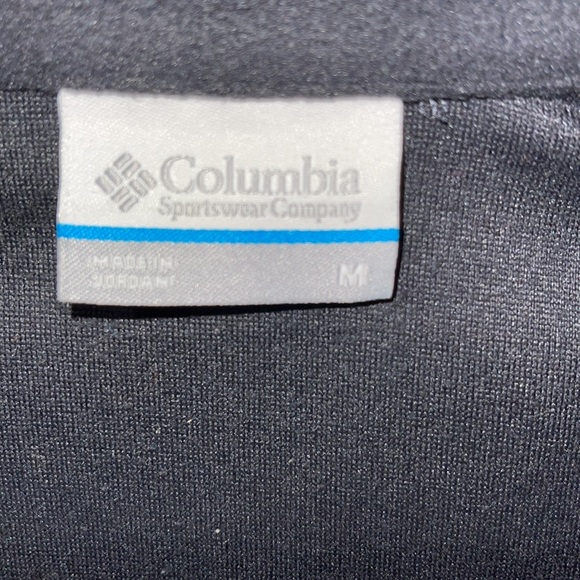 Columbia
Sportswear Company
MADE IN
JORDAN
M